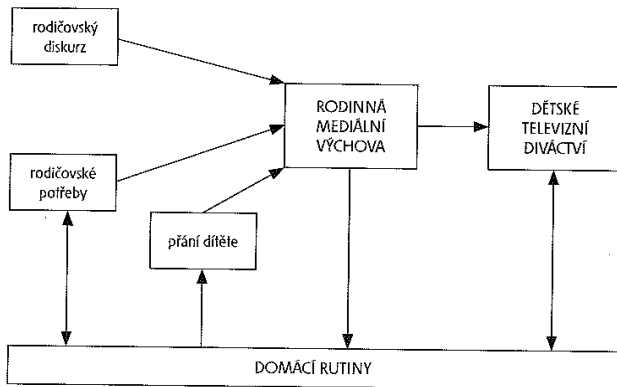 rodičovský
diskurz
RODINNÁ
MEDIÁLNÍ
VÝCHOVA
DĚTSKÉ
TELEVIZNÍ
DIVÁCTVÍ
rodičovské
potřeby
přání dítěte
DOMÁCÍ RUTINY